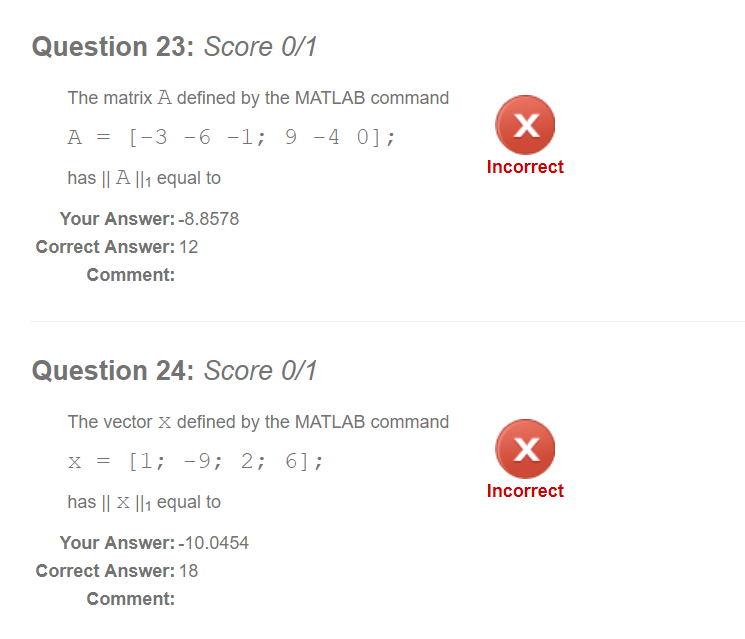 Question 23: Score 0/1
The matrix A defined by the MATLAB command
A = [-3 -6 -1; 9 -4 0];
has || A ||₁ equal to
Incorrect
Your Answer: -8.8578
Correct Answer: 12
Comment:
Question 24: Score 0/1
The vector x defined by the MATLAB command
x = [1; -9; 2; 6];
has || x ||₁ equal to
Incorrect
Your Answer: -10.0454
Correct Answer: 18
Comment: